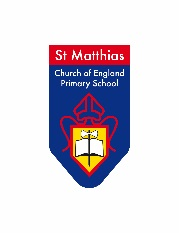 St Matthias
Church of England
Primary School